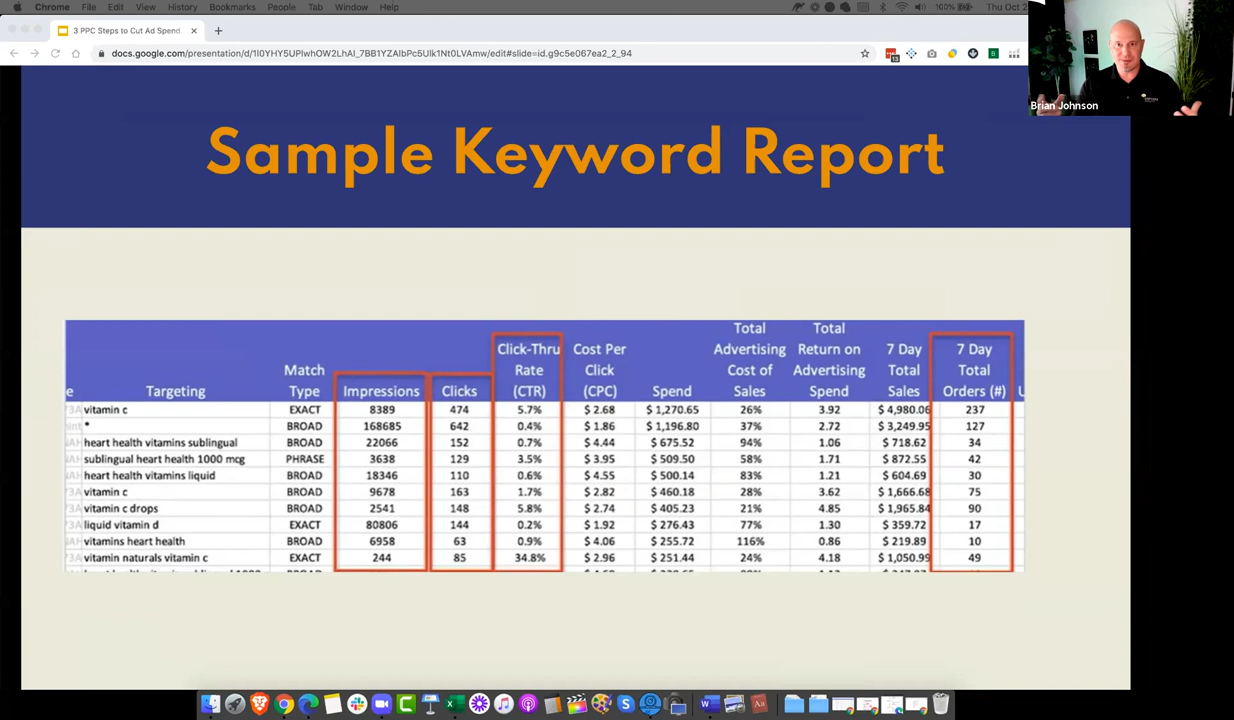 Chrome File Edit View History Bookmarks People Tab Window Help 100% Thu Oct 2
3 PPC Steps to Cut Ad Spend
docs.google.com/presentation/d/1I0YHY5UPlwhOW2LhAI_7BB1YZAlbPc5Ulk1Nt0LVAmw/edit#slide=id.g9c5e067ea2_2_94
Brian Johnson
Sample Keyword Report
e Targeting Match Type Impressions Clicks Click-Thru Rate (CTR) Cost Per Click (CPC) Spend Total Advertising Cost of Sales Total Return on Advertising Spend 7 Day Total Sales 7 Day Total Orders (#)
vitamin c EXACT 8389 474 5.7% $ 2.68 $ 1,270.65 26% 3.92 $ 4,980.06 237
* BROAD 168685 642 0.4% $ 1.86 $ 1,196.80 37% 2.72 $ 3,249.95 127
heart health vitamins sublingual BROAD 22066 152 0.7% $ 4.44 $ 675.52 94% 1.06 $ 718.62 34
sublingual heart health 1000 mcg PHRASE 3638 129 3.5% $ 3.95 $ 509.50 58% 1.71 $ 872.55 42
heart health vitamins liquid BROAD 18346 110 0.6% $ 4.55 $ 500.14 83% 1.21 $ 604.69 30
vitamin c BROAD 9678 163 1.7% $ 2.82 $ 460.18 28% 3.62 $ 1,666.68 75
vitamin c drops BROAD 2541 148 5.8% $ 2.74 $ 405.23 21% 4.85 $ 1,965.84 90
liquid vitamin d EXACT 80806 144 0.2% $ 1.92 $ 276.43 77% 1.30 $ 359.72 17
vitamins heart health BROAD 6958 63 0.9% $ 4.06 $ 255.72 116% 0.86 $ 219.89 10
vitamin naturals vitamin c EXACT 244 85 34.8% $ 2.96 $ 251.44 24% 4.18 $ 1,050.99 49